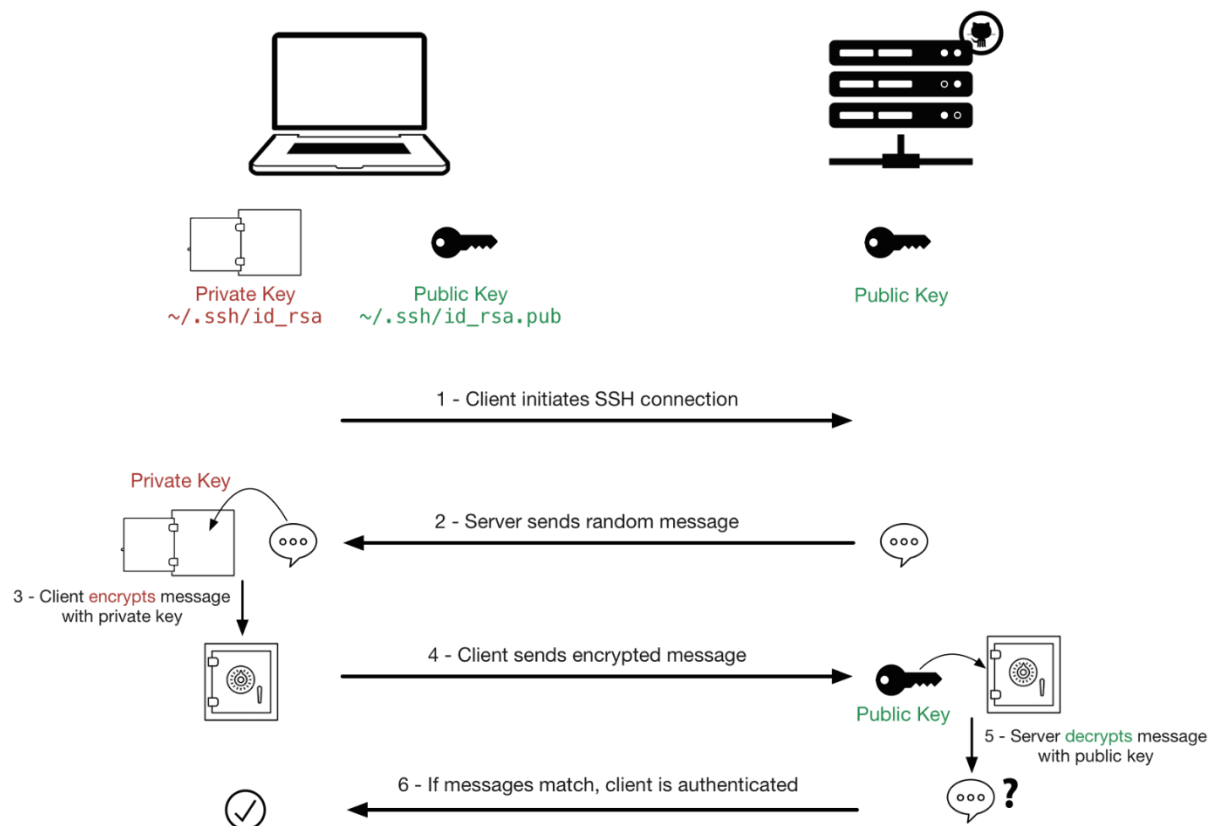 Private Key
~/.ssh/id_rsa
Public Key
~/.ssh/id_rsa.pub
Public Key
1 - Client initiates SSH connection
Private Key
2 - Server sends random message
3 - Client encrypts message
with private key
4 - Client sends encrypted message
Public Key
5 - Server decrypts message
with public key
6 - If messages match, client is authenticated
?